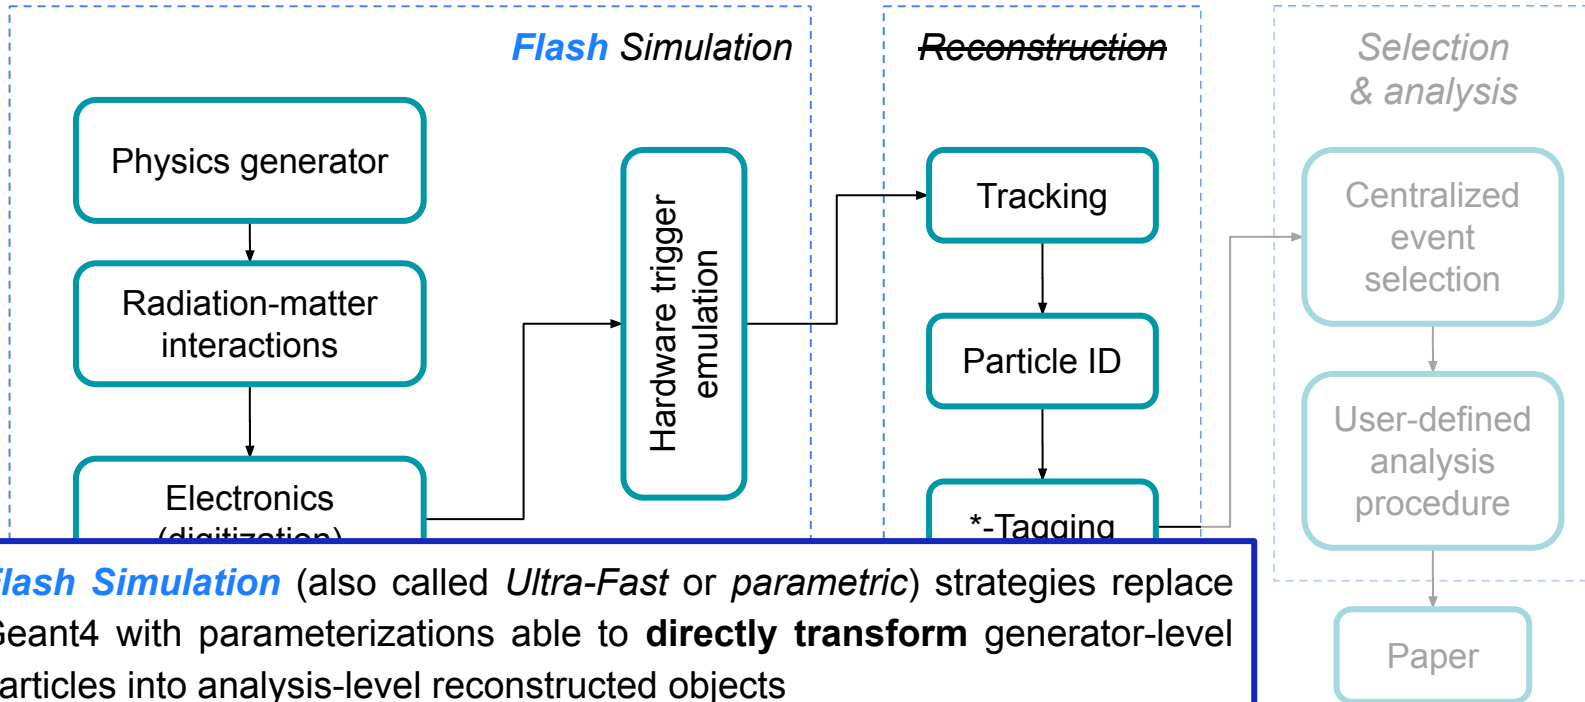 Flash Simulation
Reconstruction
Selection
& analysis
Physics generator
Radiation-matter
interactions
Electronics
(digitization)
Hardware trigger
emulation
Tracking
Particle ID
*-Tagging
Centralized
event
selection
User-defined
analysis
procedure
Paper
Flash Simulation (also called Ultra-Fast or parametric) strategies replace
Geant4 with parameterizations able to directly transform generator-level
particles into analysis-level reconstructed objects